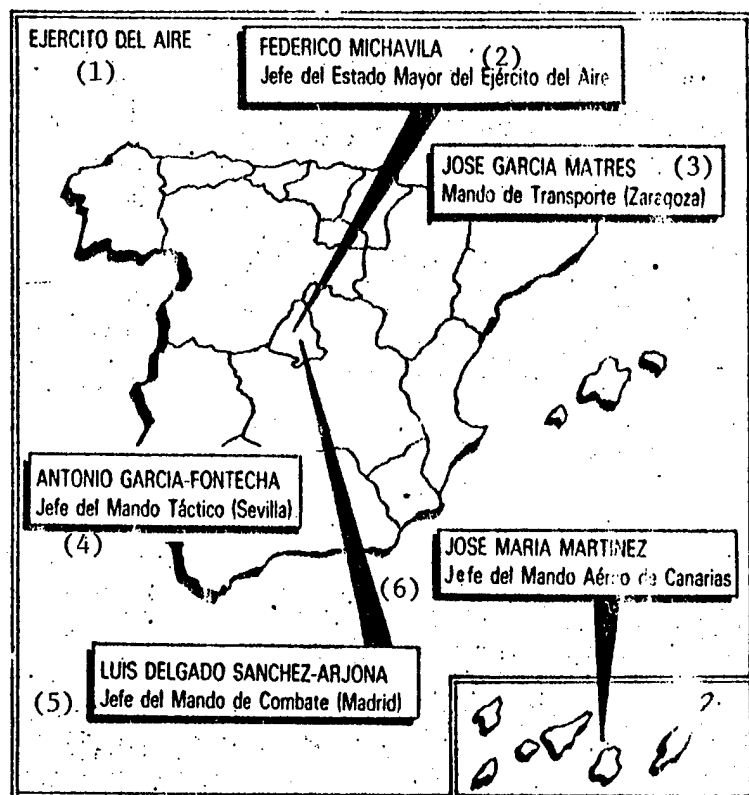 EJERCITO DEL AIRE
(1)
FEDERICO MICHAVILA (2)
Jefe del Estado Mayor del Ejército del Aire
JOSE GARCIA MATRES (3)
Mando de Transporte (Zaragoza)
ANTONIO GARCIA-FONTECHA
Jefe del Mando Táctico (Sevilla)
(4)
(6)
JOSE MARIA MARTINEZ
Jefe del Mando Aéreo de Canarias
LUIS DELGADO SANCHEZ-ARJONA
(5) Jefe del Mando de Combate (Madrid)